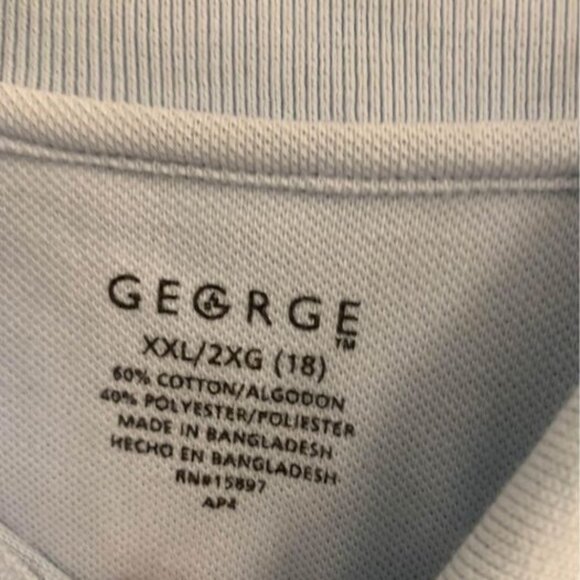 GEORGE
™
XXL/2XG (18)
60% COTTON/ALGODON
40% POLYESTER/POLIESTER
MADE IN BANGLADESH
HECHO EN BANGLADESH
RN#15897
AP4